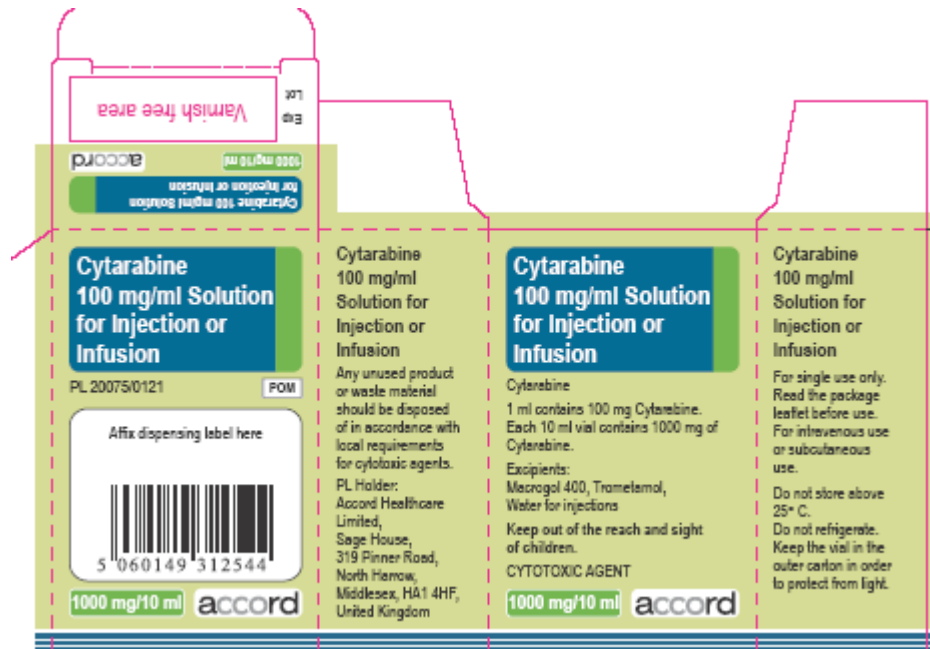 Varnish free area
Lot
Exp
accord
1000 mg/10 ml
Cytarabine 100 mg/ml Solution
for Injection or Infusion
Cytarabine
100 mg/ml Solution
for Injection or
Infusion
PL 20075/0121
POM
Affix dispensing label here
5 060149 312544
1000 mg/10 ml
accord
Cytarabine
100 mg/ml
Solution for
Injection or
Infusion
Any unused product
or waste material
should be disposed
of in accordance with
local requirements
for cytotoxic agents.
PL Holder:
Accord Healthcare
Limited,
Sage House,
319 Pinner Road,
North Harrow,
Middlesex, HA1 4HF,
United Kingdom
Cytarabine
100 mg/ml Solution
for Injection or
Infusion
Cytarabine
1 ml contains 100 mg Cytarabine.
Each 10 ml vial contains 1000 mg of
Cytarabine.
Excipients:
Macrogol 400, Trometamol,
Water for injections
Keep out of the reach and sight
of children.
CYTOTOXIC AGENT
1000 mg/10 ml
accord
Cytarabine
100 mg/ml
Solution for
Injection or
Infusion
For single use only.
Read the package
leaflet before use.
For intravenous use
or subcutaneous
use.
Do not store above
25° C.
Do not refrigerate.
Keep the vial in the
outer carton in order
to protect from light.